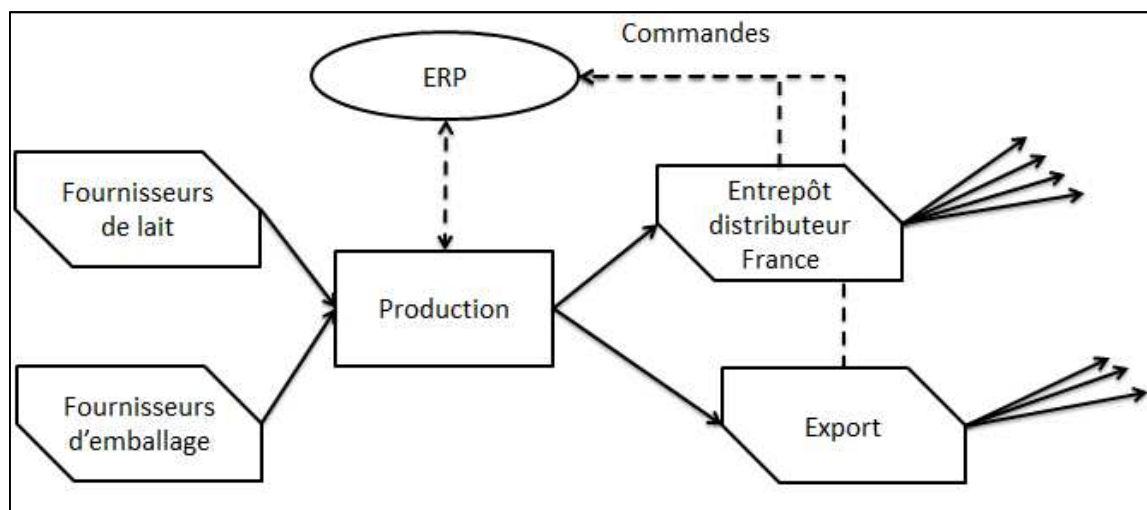 Commandes
ERP
Fournisseurs
de lait
Entrepôt
distributeur
France
Production
Fournisseurs
d'emballage
Export